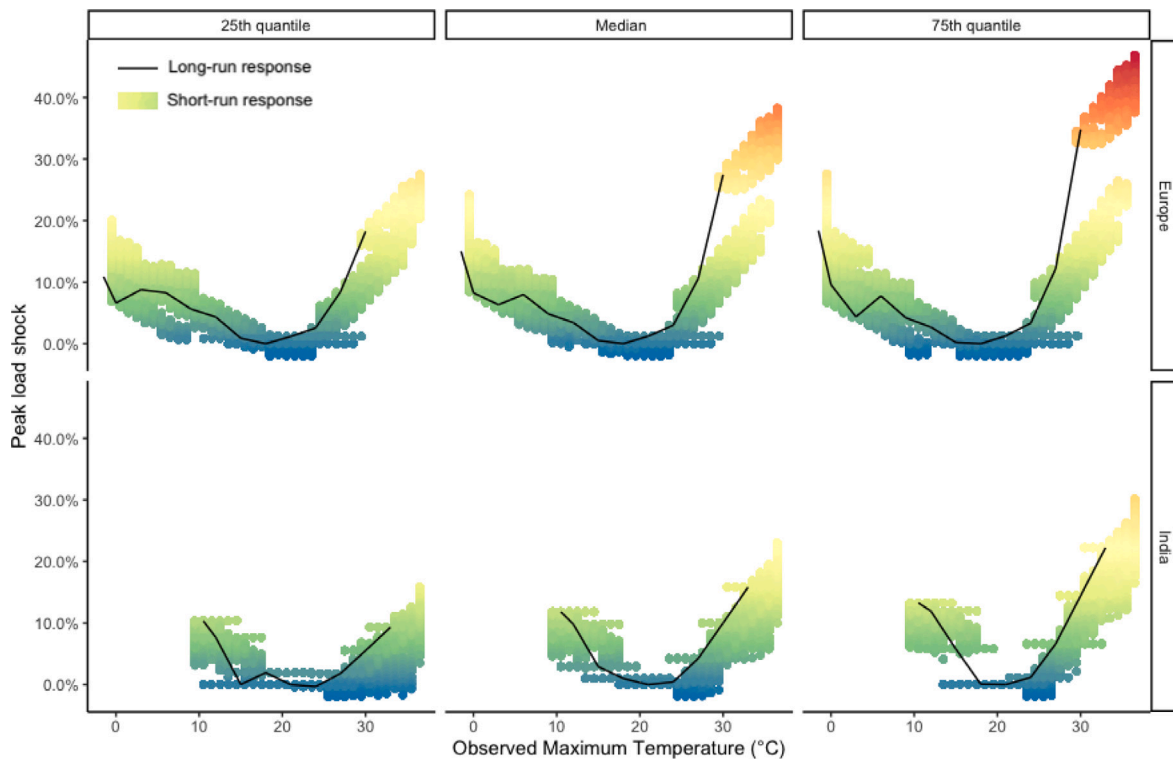 25th quantile
Median
75th quantile
Long-run response
Short-run response
40.0%
30.0%
20.0%
10.0%
0.0%
Europe
Peak load shock
40.0%
30.0%
20.0%
10.0%
0.0%
India
0 10 20 30
0 10 20 30
0 10 20 30
Observed Maximum Temperature (°C)